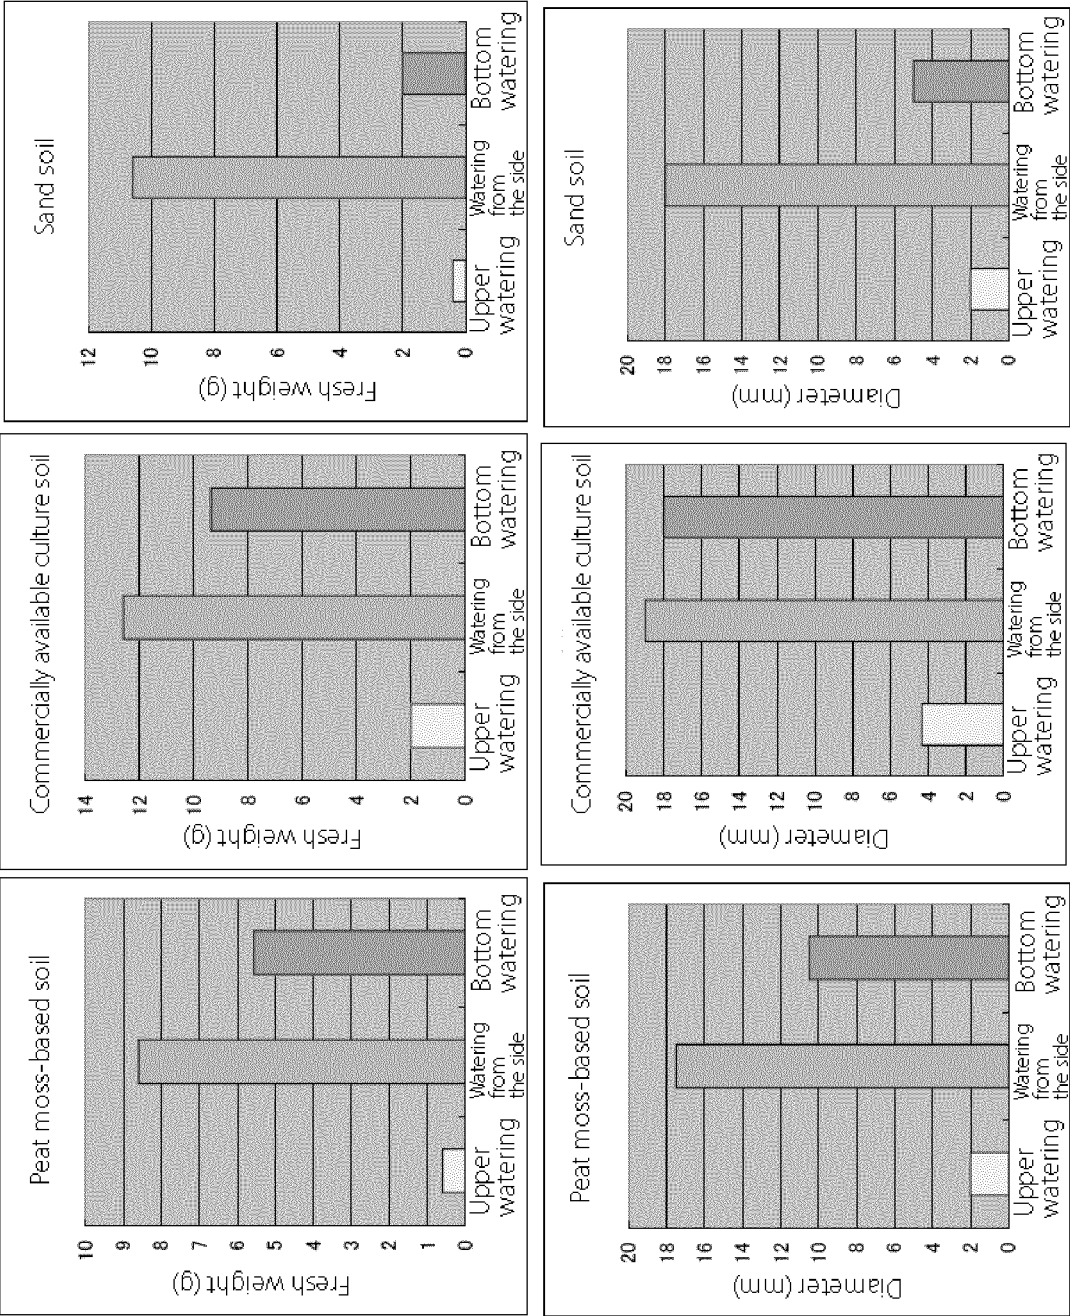 Peat moss-based soil
Fresh weight (g)
10
9
8
7
6
5
4
3
2
1
0
Upper
watering
Watering
from
the side
Bottom
watering
Commercially available culture soil
Fresh weight (g)
14
12
10
8
6
4
2
0
Upper
watering
Watering
from
the side
Bottom
watering
Sand soil
Fresh weight (g)
12
10
8
6
4
2
0
Upper
watering
Watering
from
the side
Bottom
watering
Peat moss-based soil
Diameter (mm)
20
18
16
14
12
10
8
6
4
2
0
Upper
watering
Watering
from
the side
Bottom
watering
Commercially available culture soil
Diameter (mm)
20
18
16
14
12
10
8
6
4
2
0
Upper
watering
Watering
from
the side
Bottom
watering
Sand soil
Diameter (mm)
20
18
16
14
12
10
8
6
4
2
0
Upper
watering
Watering
from
the side
Bottom
watering